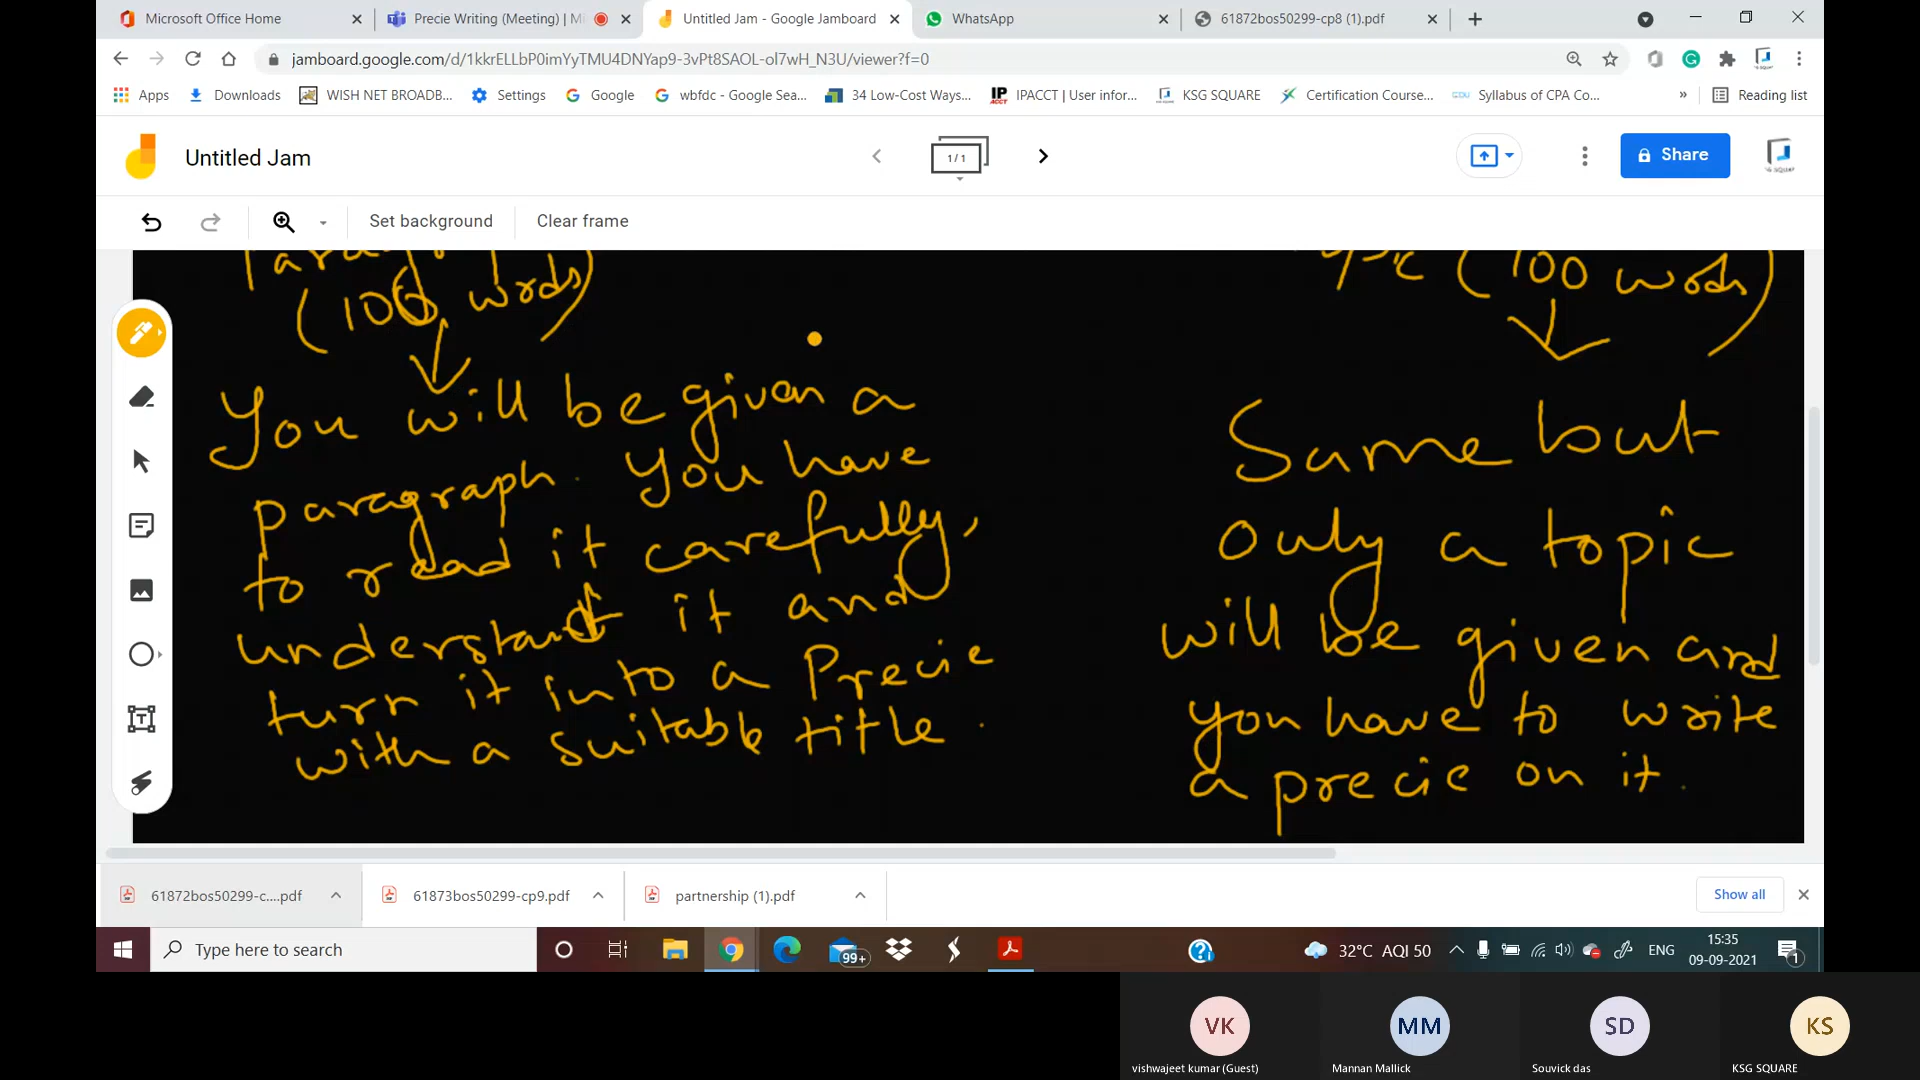 Microsoft Office Home
Precie Writing (Meeting) | Mi
Untitled Jam - Google Jamboard
WhatsApp
61872bos50299-cp8 (1).pdf
jamboard.google.com/d/1kkrELLbP0imYyTMU4DNYap9-3vPt8SAOL-ol7wH_N3U/viewer?f=0
Apps
Downloads
WISH NET BROADB...
Settings
Google
wbfdc - Google Sea...
34 Low-Cost Ways...
IPACCT | User infor...
KSG SQUARE
Certification Course...
Syllabus of CPA Co...
»
Reading list
Untitled Jam
1 / 1
Share
Set background
Clear frame
(100 words)
You will be given a
paragraph. You have
to read it carefully,
understand it and
turn it into a Precie
with a suitable title.
(100 words)
Same but
only a topic
will be given and
you have to write
a precie on it.
61872bos50299-c....pdf
61873bos50299-cp9.pdf
partnership (1).pdf
Show all
Type here to search
99+
32°C AQI 50
ENG
15:35
09-09-2021
1
VK
MM
SD
KS
vishwajeet kumar (Guest)
Mannan Mallick
Souvick das
KSG SQUARE